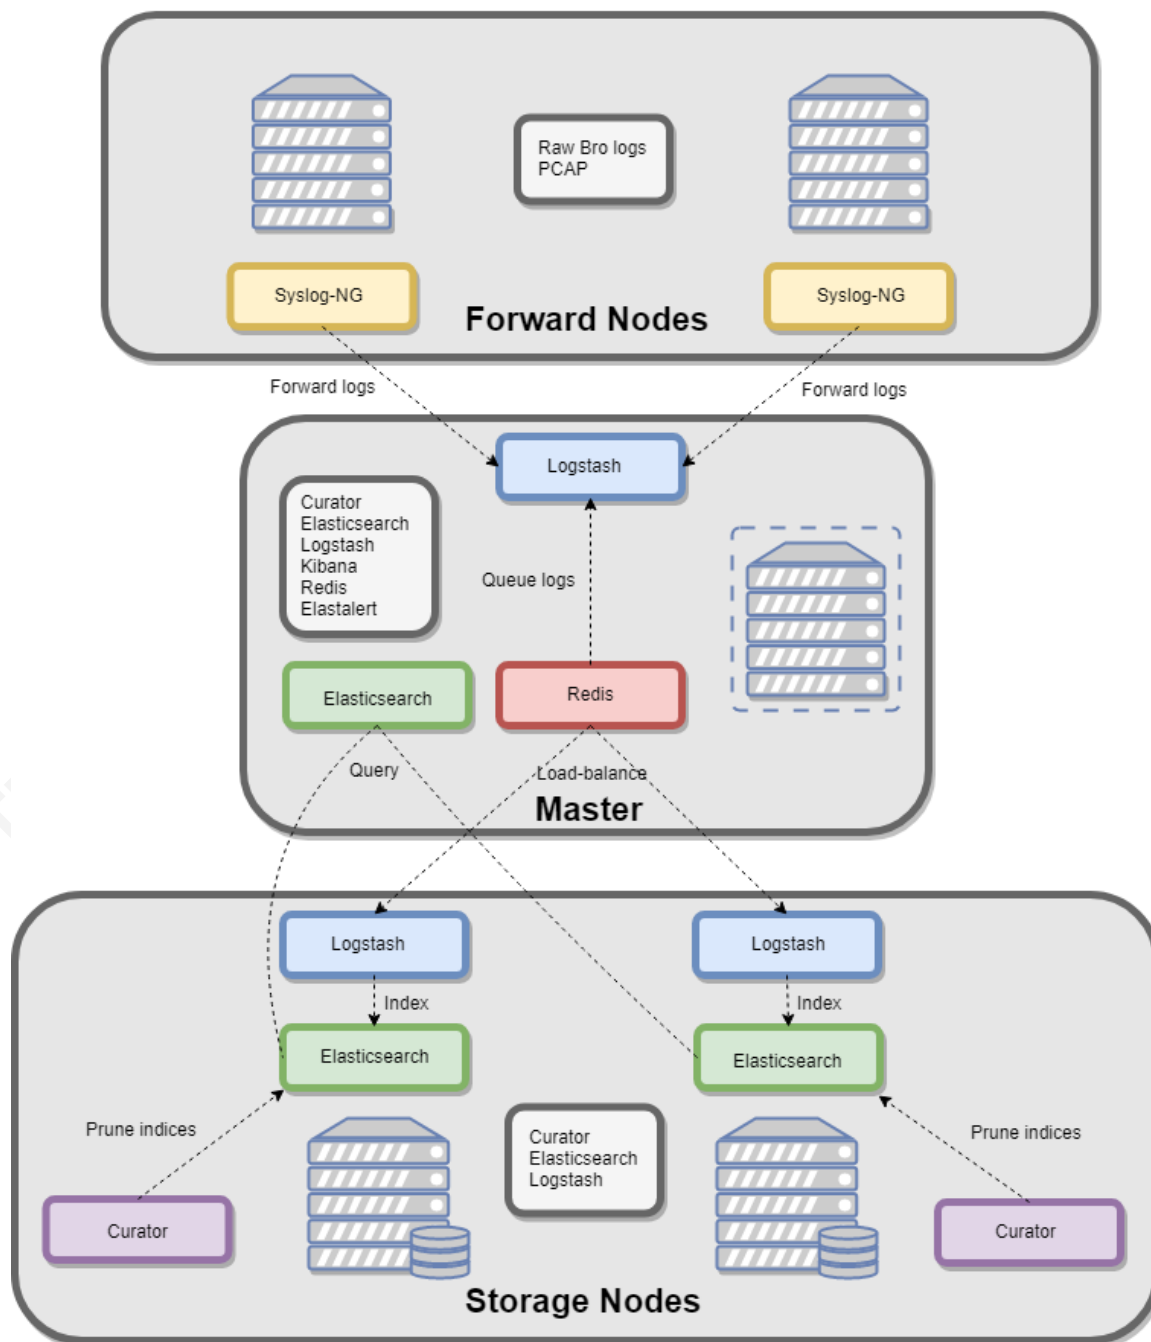 Raw Bro logs
PCAP
Syslog-NG
Syslog-NG
Forward Nodes
Forward logs
Forward logs
Logstash
Curator
Elasticsearch
Logstash
Kibana
Redis
Elastalert
Queue logs
Elasticsearch
Redis
Query
Load-balance
Master
Logstash
Logstash
Index
Index
Elasticsearch
Elasticsearch
Prune indices
Curator
Elasticsearch
Logstash
Prune indices
Curator
Curator
Storage Nodes